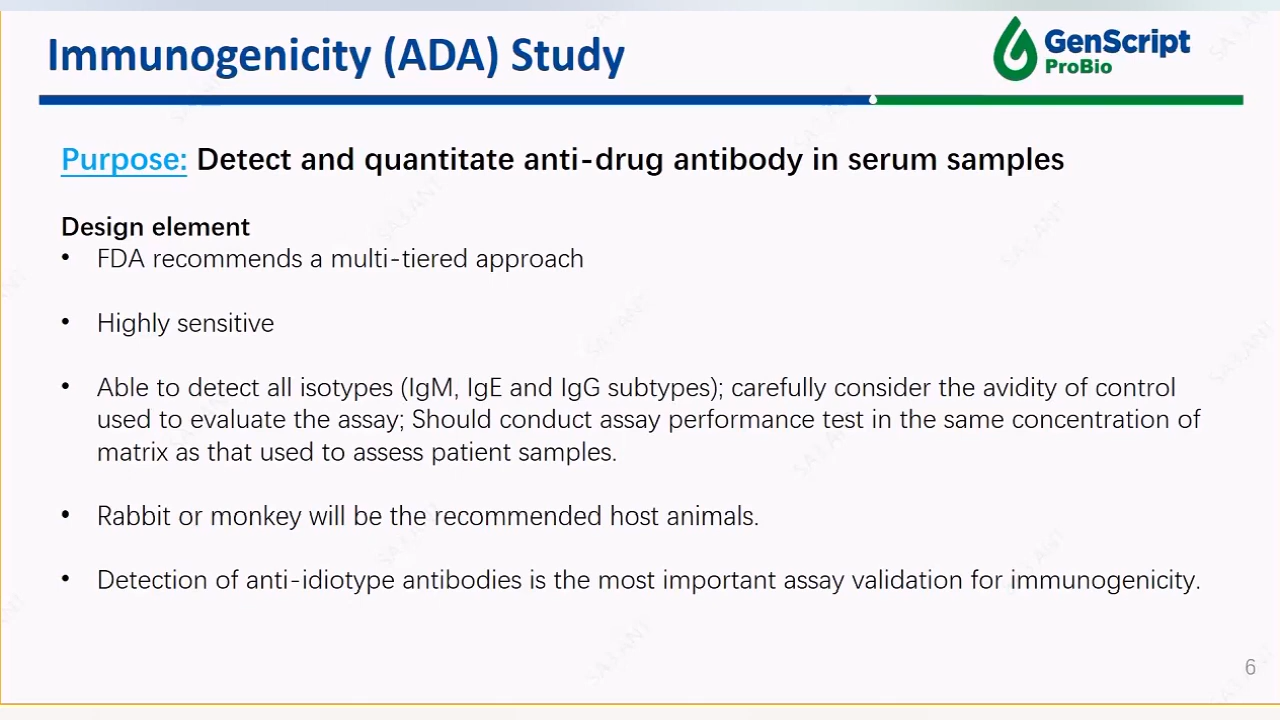 Immunogenicity (ADA) Study
GenScript
ProBio
Purpose: Detect and quantitate anti-drug antibody in serum samples
Design element
• FDA recommends a multi-tiered approach
• Highly sensitive
• Able to detect all isotypes (IgM, IgE and IgG subtypes); carefully consider the avidity of control
used to evaluate the assay; Should conduct assay performance test in the same concentration of
matrix as that used to assess patient samples.
• Rabbit or monkey will be the recommended host animals.
• Detection of anti-idiotype antibodies is the most important assay validation for immunogenicity.
6